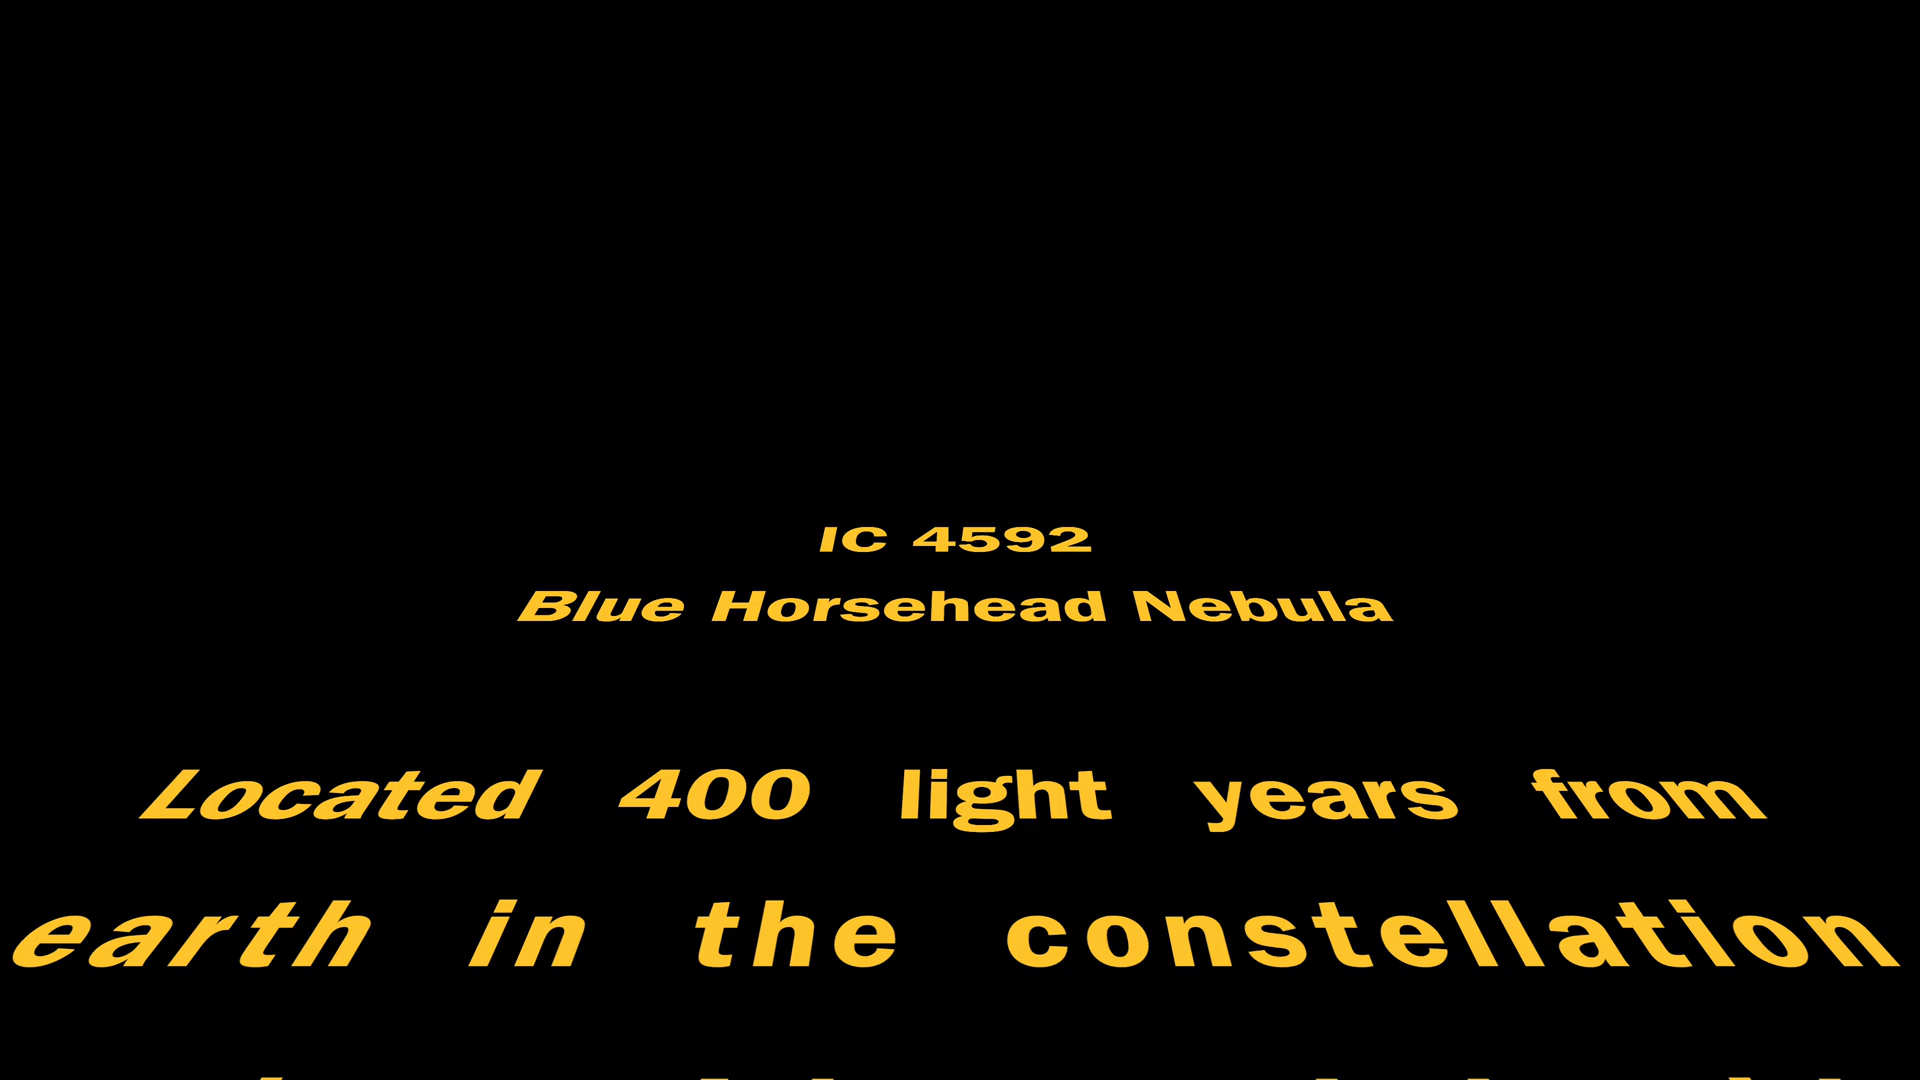 IC 4592
Blue Horsehead Nebula
Located 400 light years from
earth in the constellation